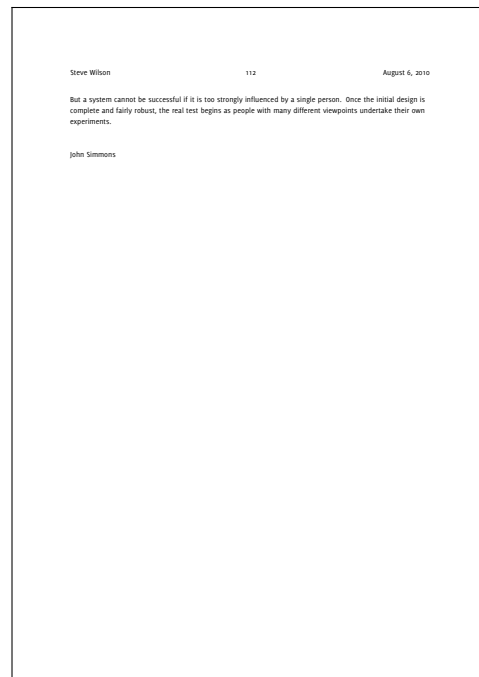 Steve Wilson 112 August 6, 2010
But a system cannot be successful if it is too strongly influenced by a single person. Once the initial design is
complete and fairly robust, the real test begins as people with many different viewpoints undertake their own
experiments.
John Simmons